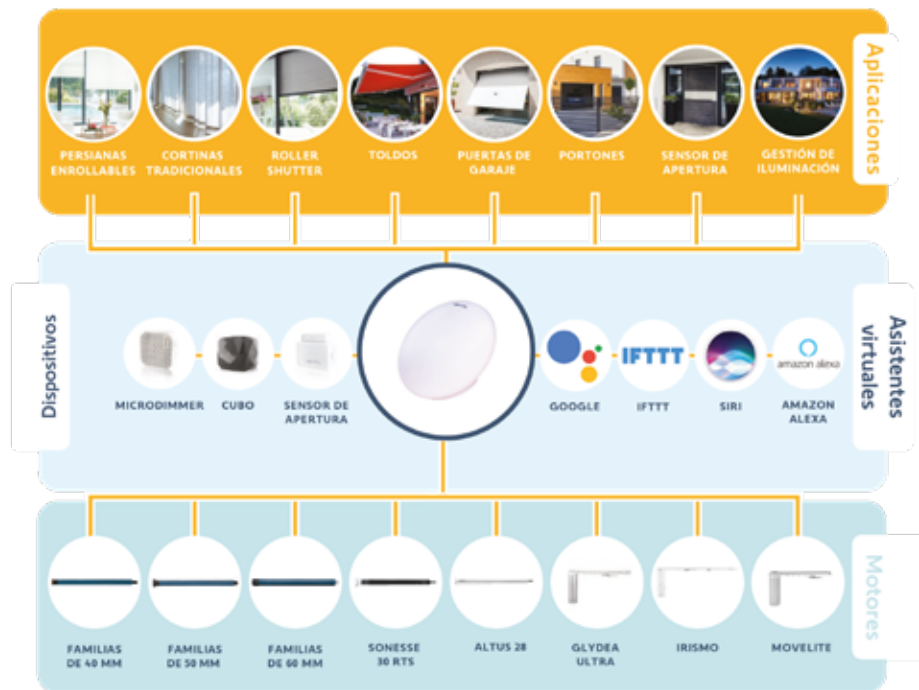 Aplicaciones
PERSIANAS
ENROLLABLES
CORTINAS
TRADICIONALES
ROLLER
SHUTTER
TOLDOS
PUERTAS DE
GARAJE
PORTONES
SENSOR DE
APERTURA
GESTIÓN DE
ILUMINACIÓN
Dispositivos
MICRODIMMER
CUBO
SENSOR DE
APERTURA
IFTTT
amazon alexa
GOOGLE
IFTTT
SIRI
AMAZON
ALEXA
Asistentes
virtuales
FAMILIAS
DE 40 MM
FAMILIAS
DE 50 MM
FAMILIAS
DE 60 MM
SONESSE
30 RTS
ALTUS 28
GLYDEA
ULTRA
IRISMO
MOVELITE
Motores